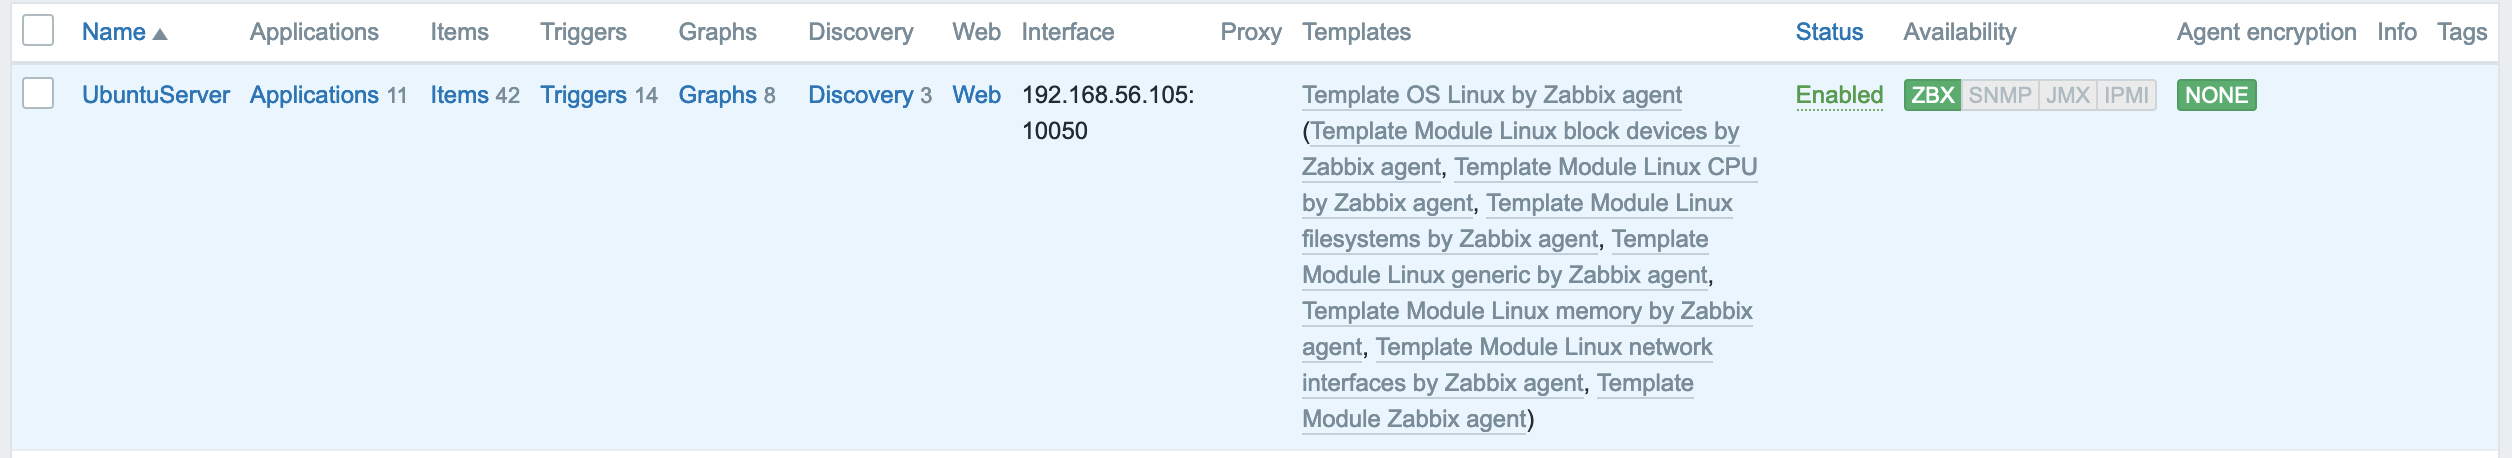 Name ▲ Applications Items Triggers Graphs Discovery Web Interface Proxy Templates Status Availability Agent encryption Info Tags
UbuntuServer Applications 11 Items 42 Triggers 14 Graphs 8 Discovery 3 Web 192.168.56.105: Template OS Linux by Zabbix agent Enabled ZBX SNMP JMX IPMI NONE
10050 (Template Module Linux block devices by
Zabbix agent, Template Module Linux CPU
by Zabbix agent, Template Module Linux
filesystems by Zabbix agent, Template
Module Linux generic by Zabbix agent,
Template Module Linux memory by Zabbix
agent, Template Module Linux network
interfaces by Zabbix agent, Template
Module Zabbix agent)